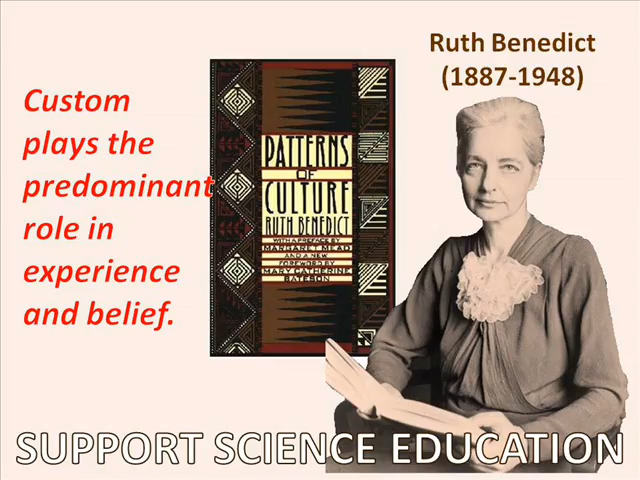 Ruth Benedict
(1887-1948)
Custom
plays the
predominant
role in
experience
and belief.
PATTERNS
OF
CULTURE
RUTH BENEDICT
WITH A PREFACE BY
MARGARET MEAD
AND A NEW
FOREWORD BY
MARY CATHERINE
BATESON
SUPPORT SCIENCE EDUCATION